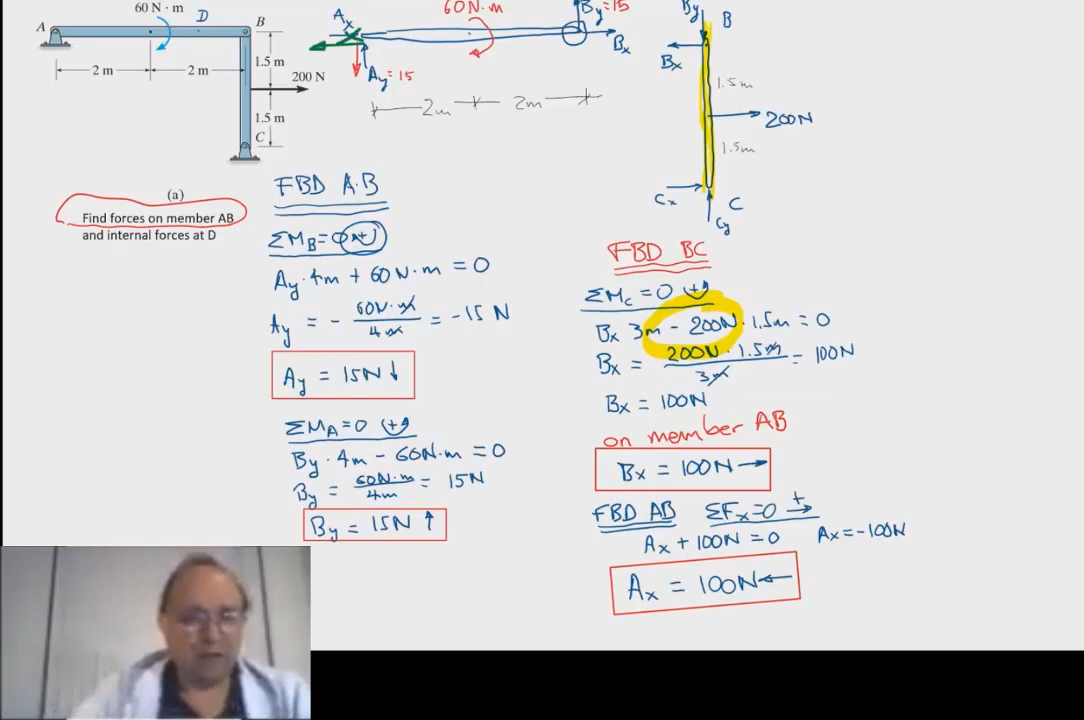 60 N · m
D
A
B
1.5 m
2 m
2 m
200 N
1.5 m
C
(a)
Find forces on member AB
and internal forces at D
Ax
60N·m
By=15
Bx
Ay=15
2m
2m
By
B
Bx
1.5m
200N
1.5m
Cx
C
Cy
FBD A·B
ΣMB=0
Ay·4m + 60N·m = 0
Ay = - 60N·m / 4m = -15 N
Ay = 15N ↓
ΣMA=0
By·4m - 60N·m = 0
By = 60N·m / 4m = 15N
By = 15N ↑
FBD BC
ΣMc=0
Bx 3m - 200N · 1.5m = 0
Bx = 200N · 1.5m / 3m = 100N
Bx = 100N
on member AB
Bx = 100N →
FBD AB ΣFx=0 +→
Ax + 100N = 0 Ax = -100N
Ax = 100N ←